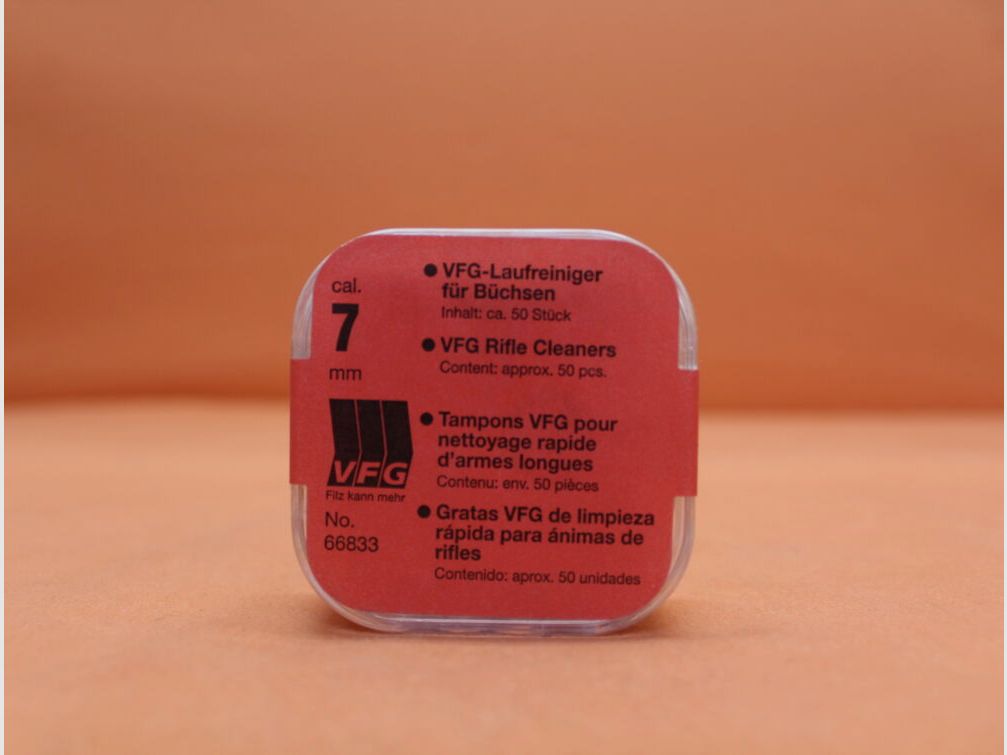 cal.
7
mm
VFG
Filz kann mehr
No.
66833
● VFG-Laufreiniger
für Büchsen
Inhalt: ca. 50 Stück
● VFG Rifle Cleaners
Content: approx. 50 pcs.
● Tampons VFG pour
nettoyage rapide
d'armes longues
Contenu: env. 50 pièces
● Gratas VFG de limpieza
rápida para ánimas de
rifles
Contenido: aprox. 50 unidades